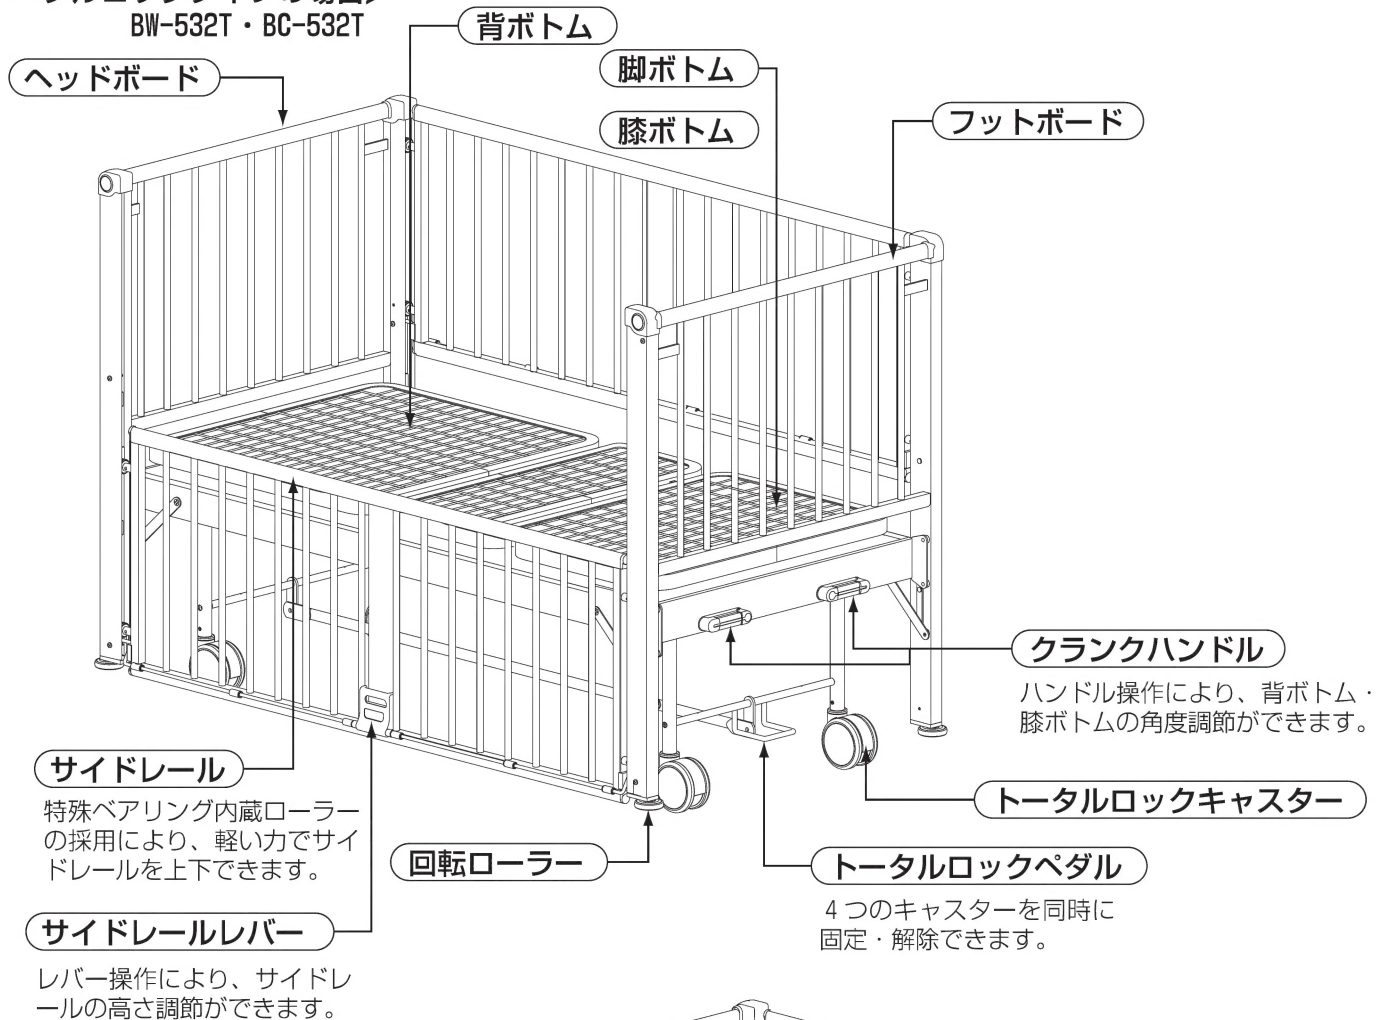 BW-532T・BC-532T
背ボトム
脚ボトム
ヘッドボード
膝ボトム
フットボード
クランクハンドル
ハンドル操作により、背ボトム・
膝ボトムの角度調節ができます。
サイドレール
特殊ベアリング内蔵ローラー
の採用により、軽い力でサイ
ドレールを上下できます。
トータルロックキャスター
回転ローラー
トータルロックペダル
4つのキャスターを同時に
固定・解除できます。
サイドレールレバー
レバー操作により、サイドレ
ールの高さ調節ができます。